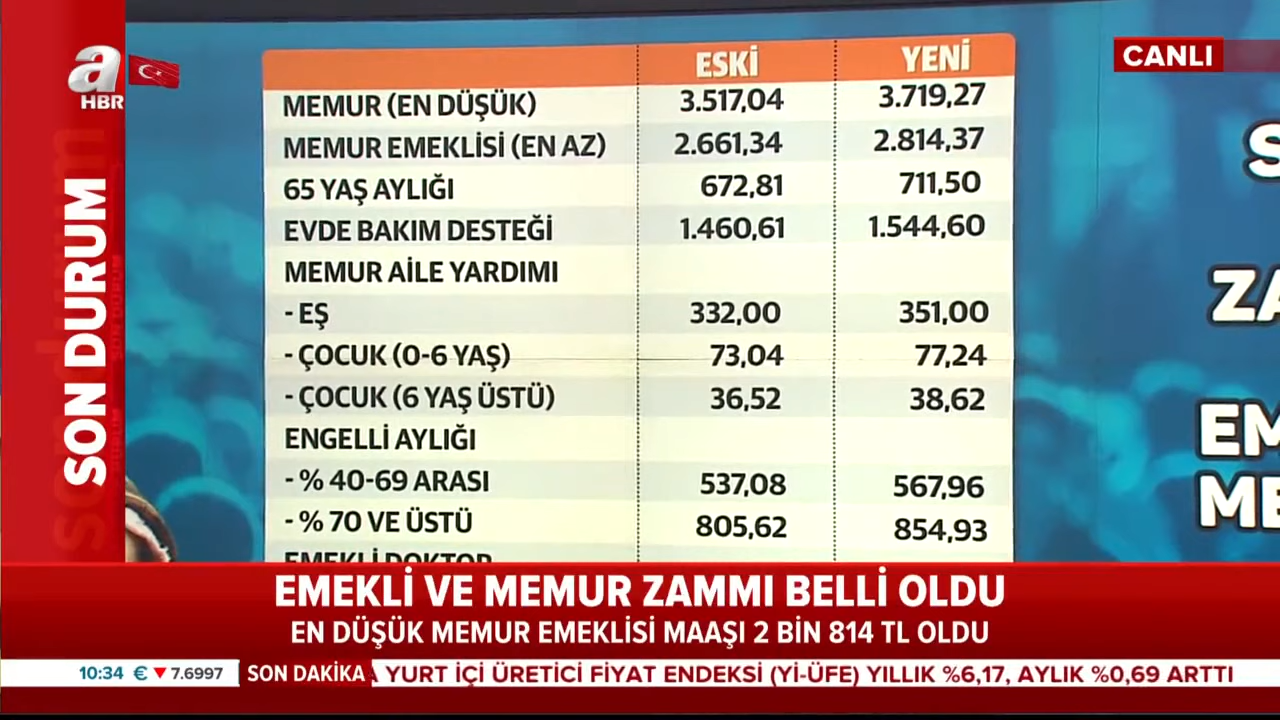 a
HBR
CANLI
SON DURUM
ESKİ YENİ
MEMUR (EN DÜŞÜK) 3.517,04 3.719,27
MEMUR EMEKLİSİ (EN AZ) 2.661,34 2.814,37
65 YAŞ AYLIĞI 672,81 711,50
EVDE BAKIM DESTEĞİ 1.460,61 1.544,60
MEMUR AİLE YARDIMI
- EŞ 332,00 351,00
- ÇOCUK (0-6 YAŞ) 73,04 77,24
- ÇOCUK (6 YAŞ ÜSTÜ) 36,52 38,62
ENGELLİ AYLIĞI
- % 40-69 ARASI 537,08 567,96
- % 70 VE ÜSTÜ 805,62 854,93
EMEKLİ DOKTOR
EMEKLİ VE MEMUR ZAMMI BELLİ OLDU
EN DÜŞÜK MEMUR EMEKLİSİ MAAŞI 2 BİN 814 TL OLDU
10:34 € ▼ 7.6997 SON DAKİKA YURT İÇİ ÜRETİCİ FİYAT ENDEKSİ (Yİ-ÜFE) YILLIK %6,17, AYLIK %0,69 ARTTI